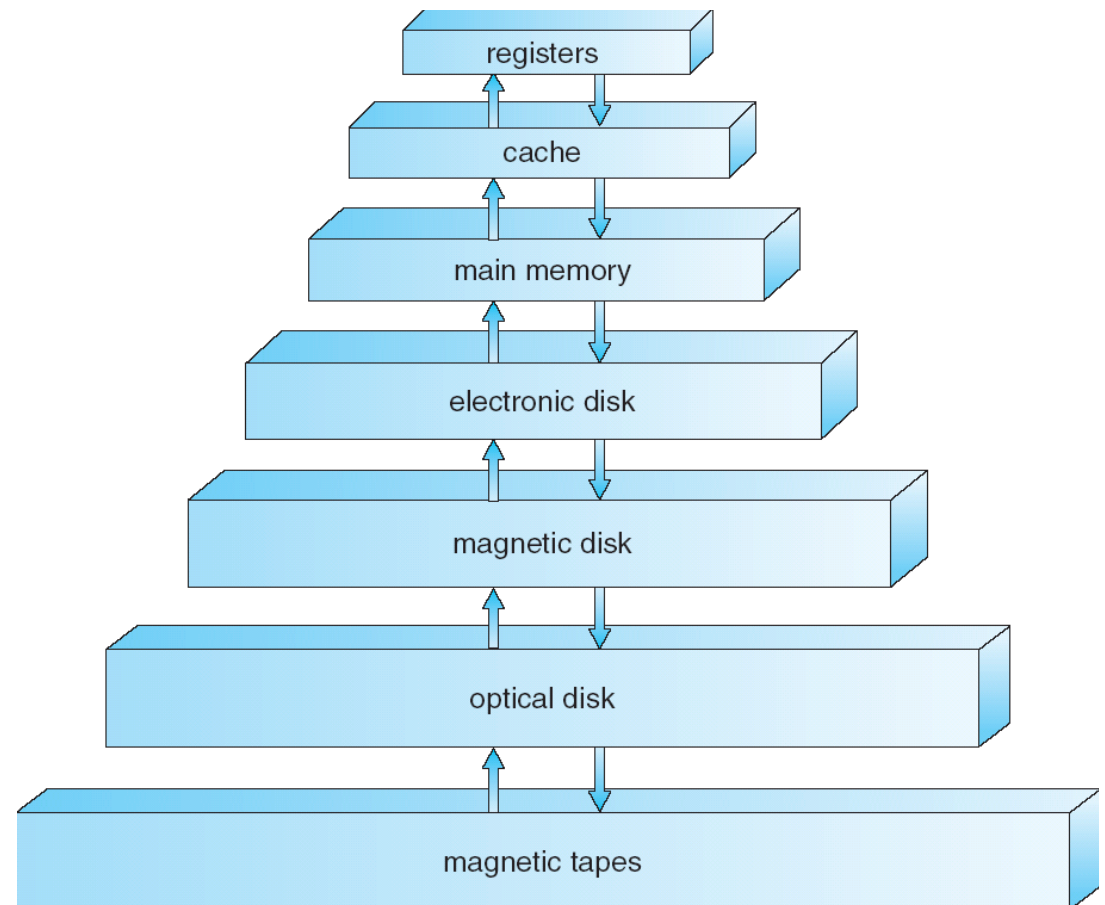 registers
cache
main memory
electronic disk
magnetic disk
optical disk
magnetic tapes